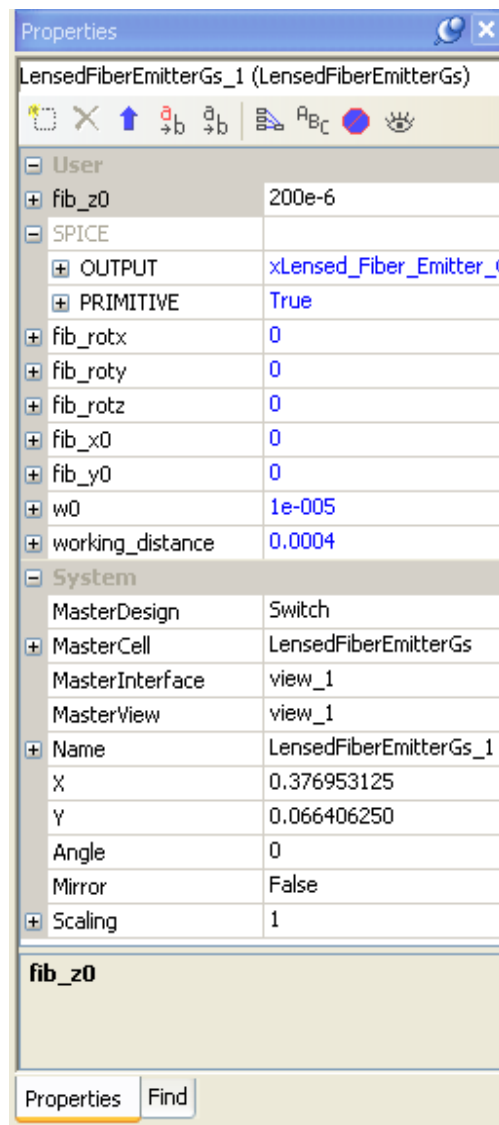 Properties
LensedFiberEmitterGs_1 (LensedFiberEmitterGs)
User
fib_z0 200e-6
SPICE
OUTPUT xLensed_Fiber_Emitter_
PRIMITIVE True
fib_rotx 0
fib_roty 0
fib_rotz 0
fib_x0 0
fib_y0 0
w0 1e-005
working_distance 0.0004
System
MasterDesign Switch
MasterCell LensedFiberEmitterGs
MasterInterface view_1
MasterView view_1
Name LensedFiberEmitterGs_1
X 0.376953125
Y 0.066406250
Angle 0
Mirror False
Scaling 1
fib_z0
Properties Find